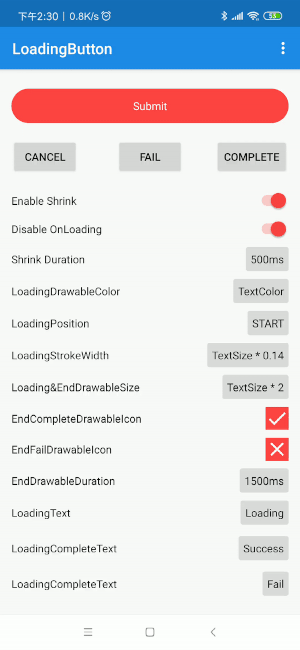 下午2:30 | 0.8K/s 55
LoadingButton
Submit
CANCEL FAIL COMPLETE
Enable Shrink
Disable OnLoading
Shrink Duration 500ms
LoadingDrawableColor TextColor
LoadingPosition START
LoadingStrokeWidth TextSize * 0.14
Loading&EndDrawableSize TextSize * 2
EndCompleteDrawableIcon
EndFailDrawableIcon
EndDrawableDuration 1500ms
LoadingText Loading
LoadingCompleteText Success
LoadingCompleteText Fail